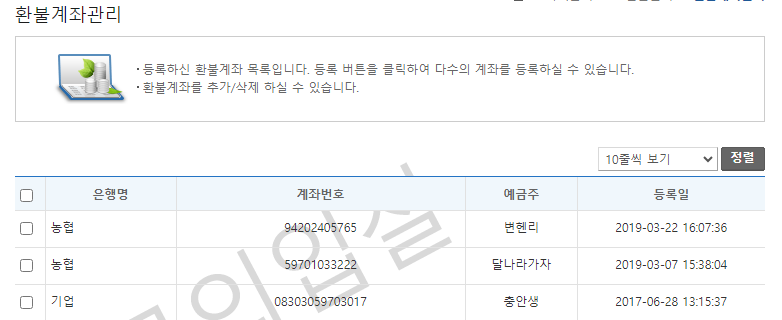 환불계좌관리
· 등록하신 환불계좌 목록입니다. 등록 버튼을 클릭하여 다수의 계좌를 등록하실 수 있습니다.
· 환불계좌를 추가/삭제 하실 수 있습니다.
10줄씩 보기 정렬
은행명 계좌번호 예금주 등록일
농협 94202405765 변헨리 2019-03-22 16:07:36
농협 59701033222 달나라가자 2019-03-07 15:38:04
기업 08303059703017 충안생 2017-06-28 13:15:37